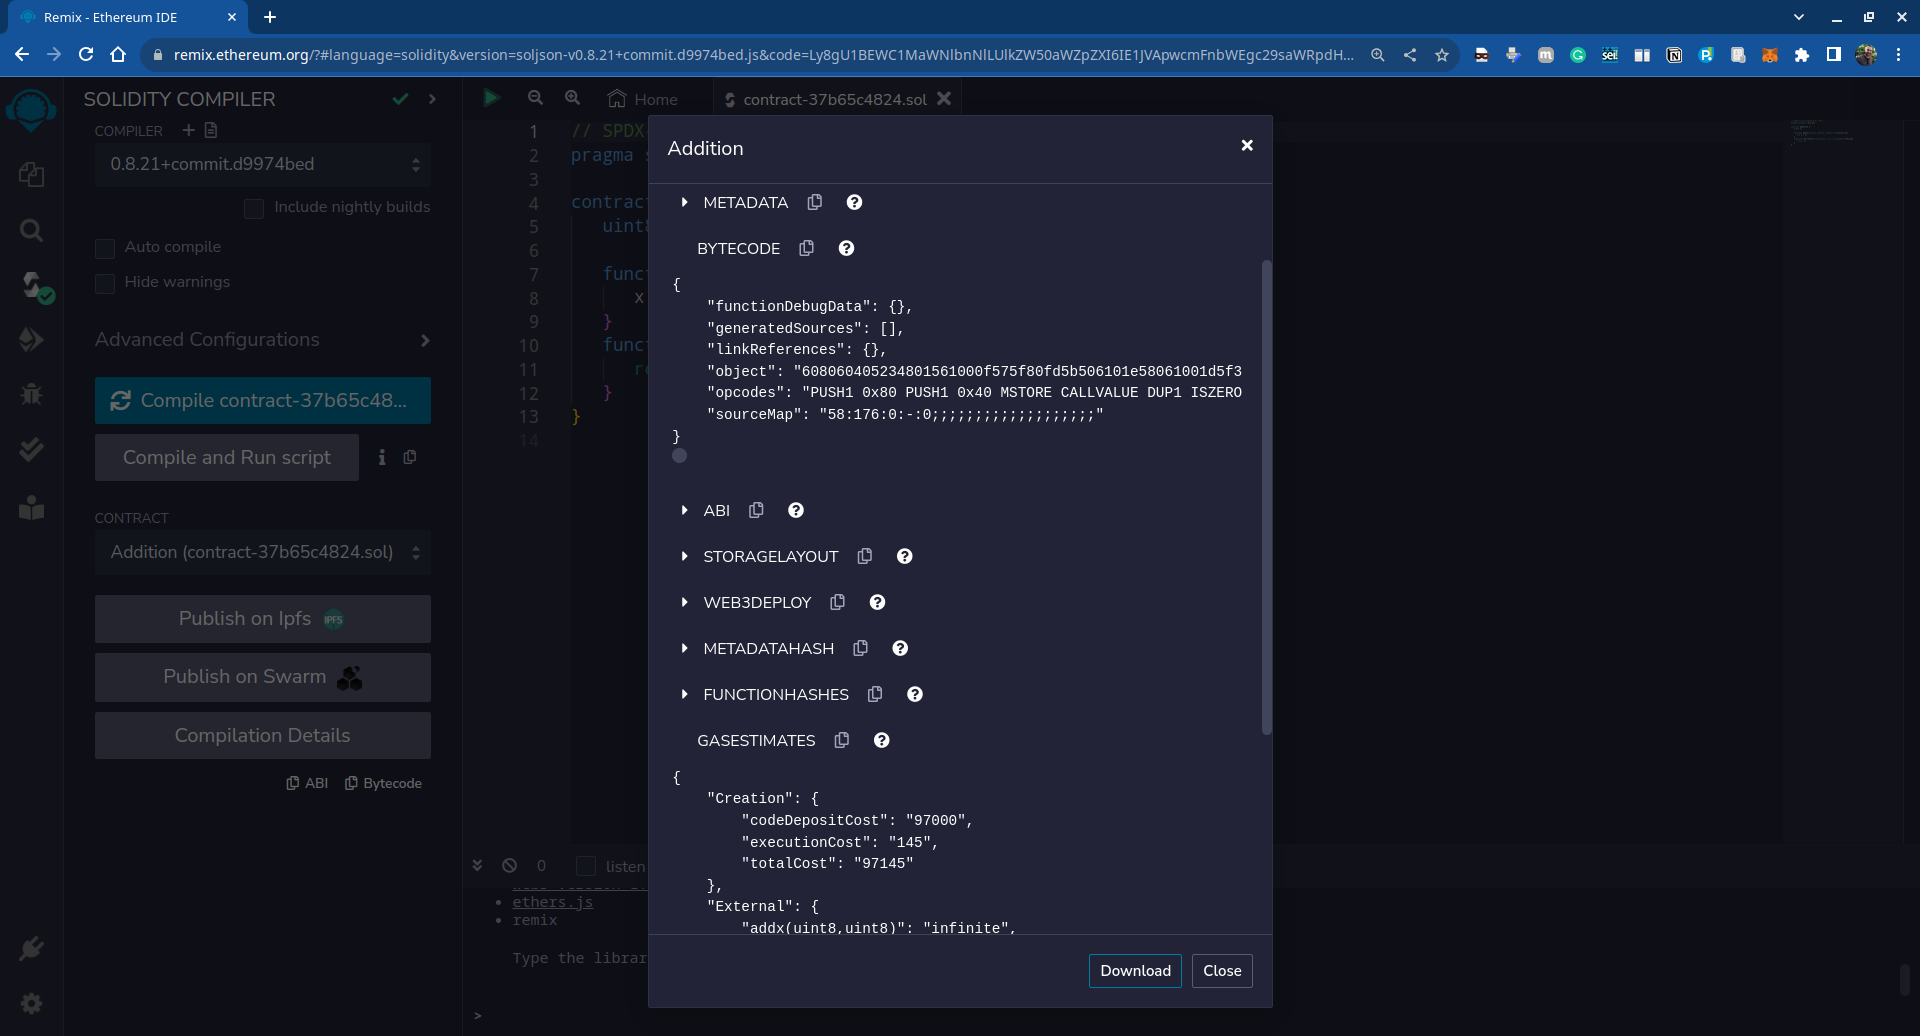 Remix - Ethereum IDE
remix.ethereum.org/?#language=solidity&version=soljson-v0.8.21+commit.d9974bed.js&code=Ly8gU1BEWC1MaWNlbnNlLUlkZW50aWZpZXI6IE1JVApwcmFnbWEgc29saWRpdH...
SOLIDITY COMPILER
COMPILER
0.8.21+commit.d9974bed
Include nightly builds
Auto compile
Hide warnings
Advanced Configurations
Compile contract-37b65c48...
Compile and Run script
CONTRACT
Addition (contract-37b65c4824.sol)
Publish on Ipfs IPFS
Publish on Swarm
Compilation Details
ABI Bytecode
Home contract-37b65c4824.sol
1 // SPDX
2 pragma
3
4 contrac
5 uint8
6
7 func
8 x
9 }
10 func
11 re
12 }
13 }
14
Addition
METADATA
BYTECODE
{
"functionDebugData": {},
"generatedSources": [],
"linkReferences": {},
"object": "608060405234801561000f575f80fd5b506101e58061001d5f3
"opcodes": "PUSH1 0x80 PUSH1 0x40 MSTORE CALLVALUE DUP1 ISZERO
"sourceMap": "58:176:0:-:0;;;;;;;;;;;;;;;;;;;"
}
ABI
STORAGELAYOUT
WEB3DEPLOY
METADATAHASH
FUNCTIONHASHES
GASESTIMATES
{
"Creation": {
"codeDepositCost": "97000",
"executionCost": "145",
"totalCost": "97145"
},
"External": {
"addx(uint8,uint8)": "infinite",
Download Close
0 listen
ethers.js
remix
Type the librar
>